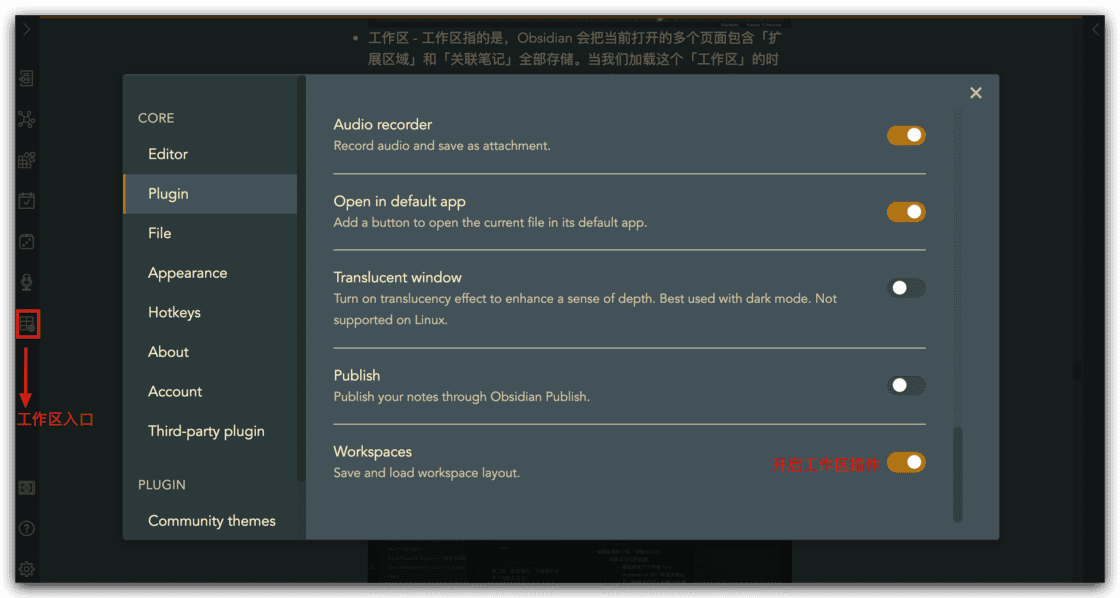 工作区 - 工作区指的是，Obsidian 会把当前打开的多个页面包含「扩
展区域」和「关联笔记」全部存储。当我们加载这个「工作区」的时
CORE
Editor
Plugin
File
Appearance
Hotkeys
About
Account
Third-party plugin
PLUGIN
Community themes
Audio recorder
Record audio and save as attachment.
Open in default app
Add a button to open the current file in its default app.
Translucent window
Turn on translucency effect to enhance a sense of depth. Best used with dark mode. Not
supported on Linux.
Publish
Publish your notes through Obsidian Publish.
Workspaces
Save and load workspace layout.
开启工作区插件
工作区入口